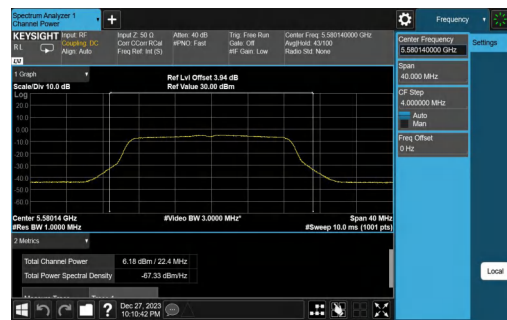 Spectrum Analyzer 1
Channel Power
+
Frequency
KEYSIGHT Input: RF
RL
Coupling: DC
Align: Auto
Input Z: 50 Ω
Corr CCorr RCal
Freq Ref: Int (S)
Atten: 40 dB
#PNO: Fast
Trig: Free Run
Gate: Off
#IF Gain: Low
Center Freq: 5.580140000 GHz
Avg|Hold: 43/100
Radio Std: None
LXI
Center Frequency
5.580140000 GHz
Settings
Span
40.000 MHz
CF Step
4.000000 MHz
Auto
Man
Freq Offset
0 Hz
Local
1 Graph
Scale/Div 10.0 dB
Ref Lvl Offset 3.94 dB
Ref Value 30.00 dBm
Log
20.0
10.0
0.00
-10.0
-20.0
-30.0
-40.0
-50.0
-60.0
Center 5.58014 GHz
#Res BW 1.0000 MHz
#Video BW 3.0000 MHz*
Span 40 MHz
#Sweep 10.0 ms (1001 pts)
2 Metrics
Total Channel Power 6.18 dBm / 22.4 MHz
Total Power Spectral Density -67.33 dBm/Hz
?
Dec 27, 2023
10:10:42 PM